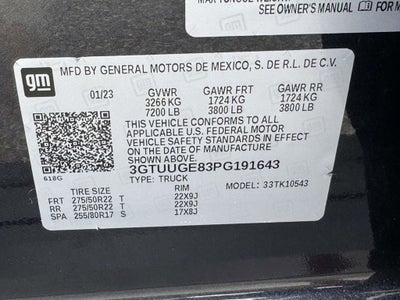 SEE OWNER'S MANUAL
gm
MFD BY GENERAL MOTORS DE MEXICO, S. DE R.L. DE C.V.
01/23 GVWR GAWR FRT GAWR RR
3266 KG 1724 KG 1724 KG
7200 LB 3800 LB 3800 LB
THIS VEHICLE CONFORMS TO ALL
APPLICABLE U.S. FEDERAL MOTOR
VEHICLE SAFETY STANDARDS IN
EFFECT ON THE DATE OF
MANUFACTURE SHOWN ABOVE.
3GTUUGE83PG191643
618G TYPE: TRUCK MODEL: 33TK10543
TIRE SIZE RIM
FRT 275/50R22 T 22X9J
RR 275/50R22 T 22X9J
SPA 255/80R17 S 17X8J